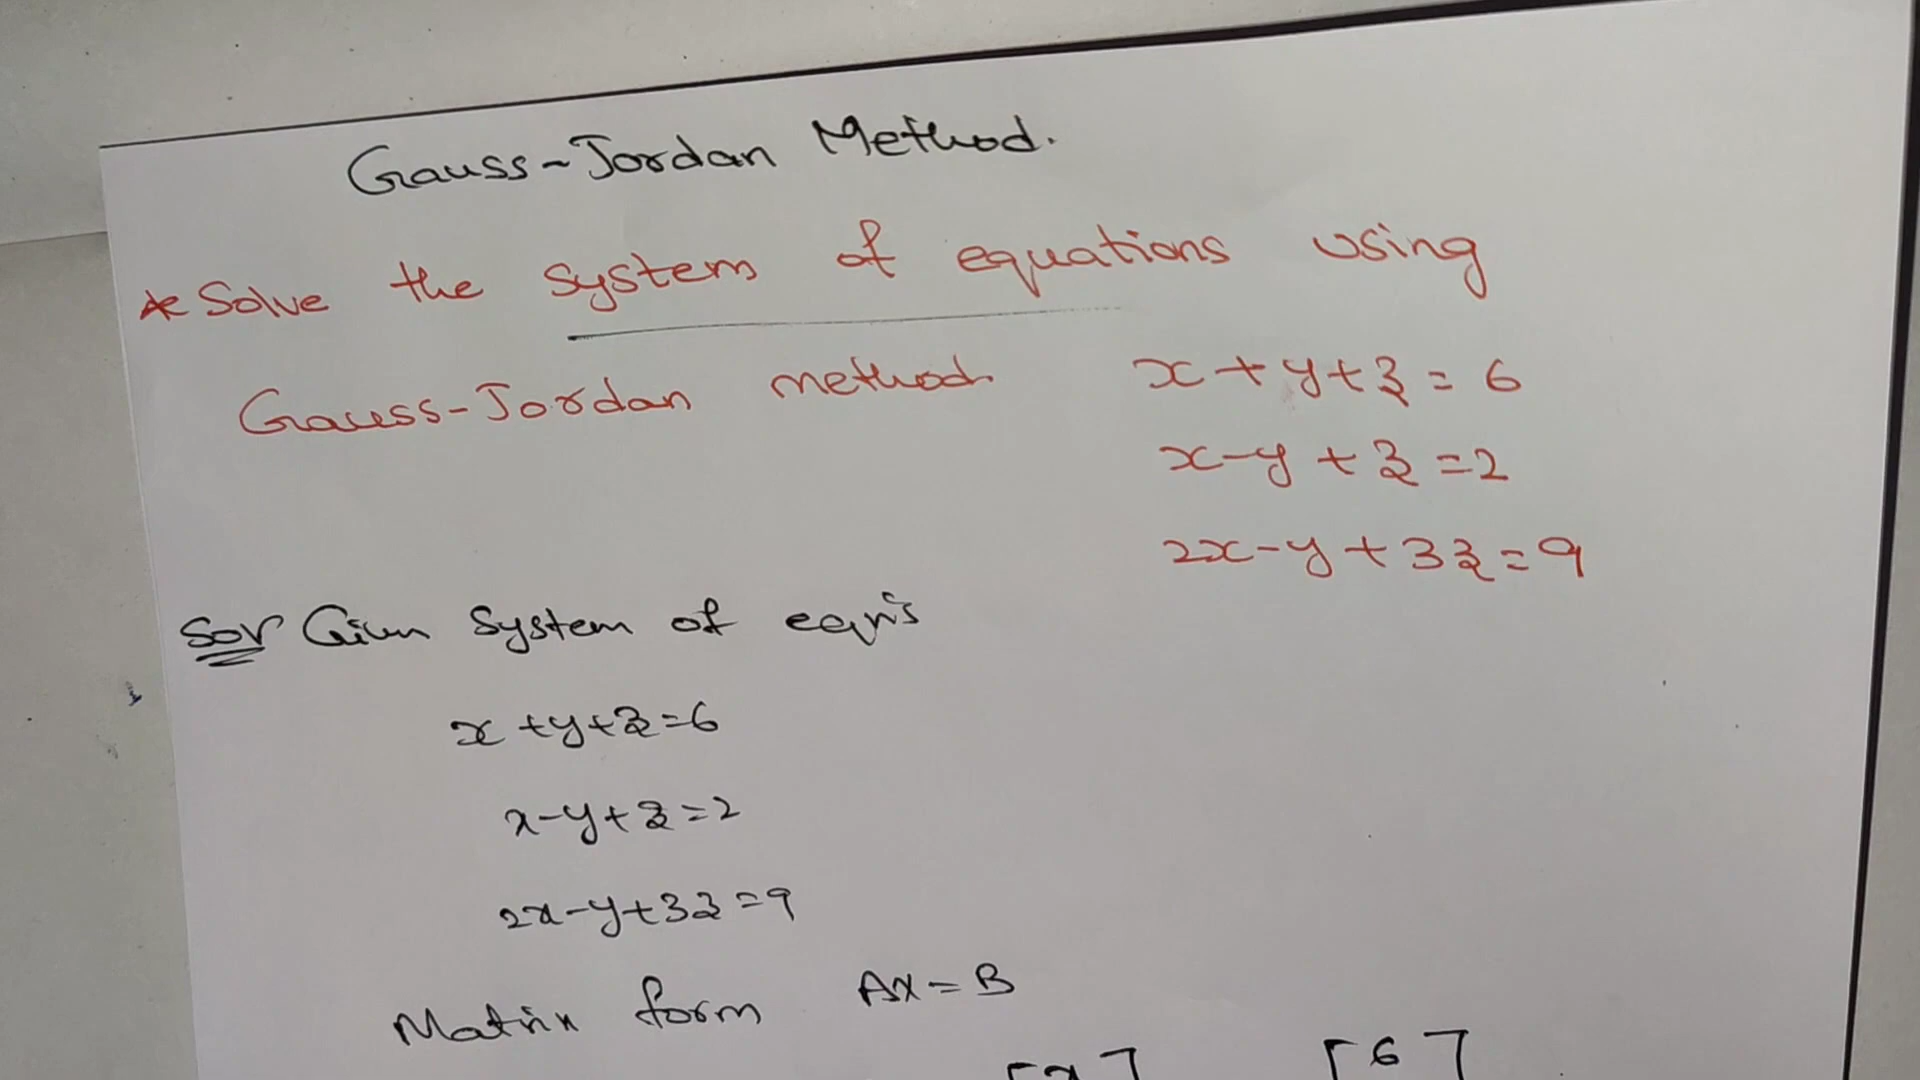 Gauss-Jordan Method.
* Solve the system of equations using
Gauss-Jordan method. x+y+z=6
x-y+z=2
2x-y+3z=9
Sol Given System of eqn's
x+y+z=6
x-y+z=2
2x-y+3z=9
Matrix form AX=B
[x] [6]